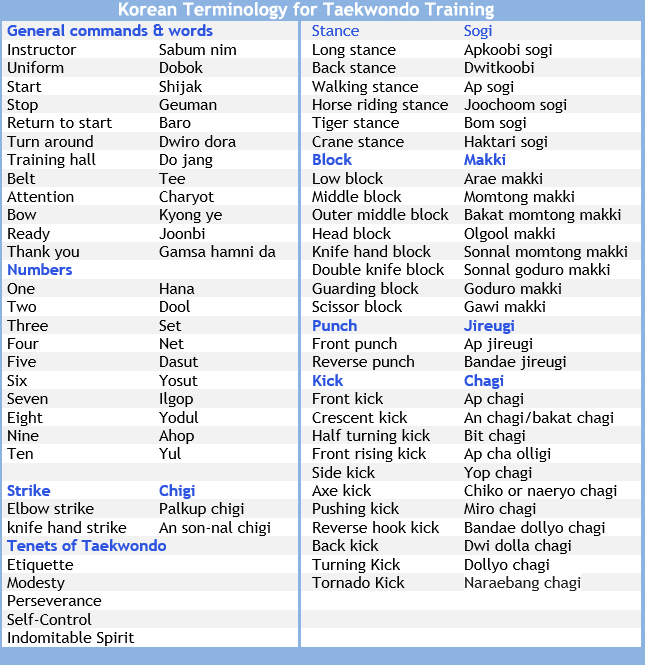 Korean Terminology for Taekwondo Training
General commands & words
Instructor Sabum nim
Uniform Dobok
Start Shijak
Stop Geuman
Return to start Baro
Turn around Dwiro dora
Training hall Do jang
Belt Tee
Attention Charyot
Bow Kyong ye
Ready Joonbi
Thank you Gamsa hamni da
Numbers
One Hana
Two Dool
Three Set
Four Net
Five Dasut
Six Yosut
Seven Ilgop
Eight Yodul
Nine Ahop
Ten Yul
Strike Chigi
Elbow strike Palkup chigi
knife hand strike An son-nal chigi
Tenets of Taekwondo
Etiquette
Modesty
Perseverance
Self-Control
Indomitable Spirit
Stance Sogi
Long stance Apkoobi sogi
Back stance Dwitkoobi
Walking stance Ap sogi
Horse riding stance Joochoom sogi
Tiger stance Bom sogi
Crane stance Haktari sogi
Block Makki
Low block Arae makki
Middle block Momtong makki
Outer middle block Bakat momtong makki
Head block Olgool makki
Knife hand block Sonnal momtong makki
Double knife block Sonnal goduro makki
Guarding block Goduro makki
Scissor block Gawi makki
Punch Jireugi
Front punch Ap jireugi
Reverse punch Bandae jireugi
Kick Chagi
Front kick Ap chagi
Crescent kick An chagi/bakat chagi
Half turning kick Bit chagi
Front rising kick Ap cha olligi
Side kick Yop chagi
Axe kick Chiko or naeryo chagi
Pushing kick Miro chagi
Reverse hook kick Bandae dollyo chagi
Back kick Dwi dolla chagi
Turning Kick Dollyo chagi
Tornado Kick Naraebang chagi